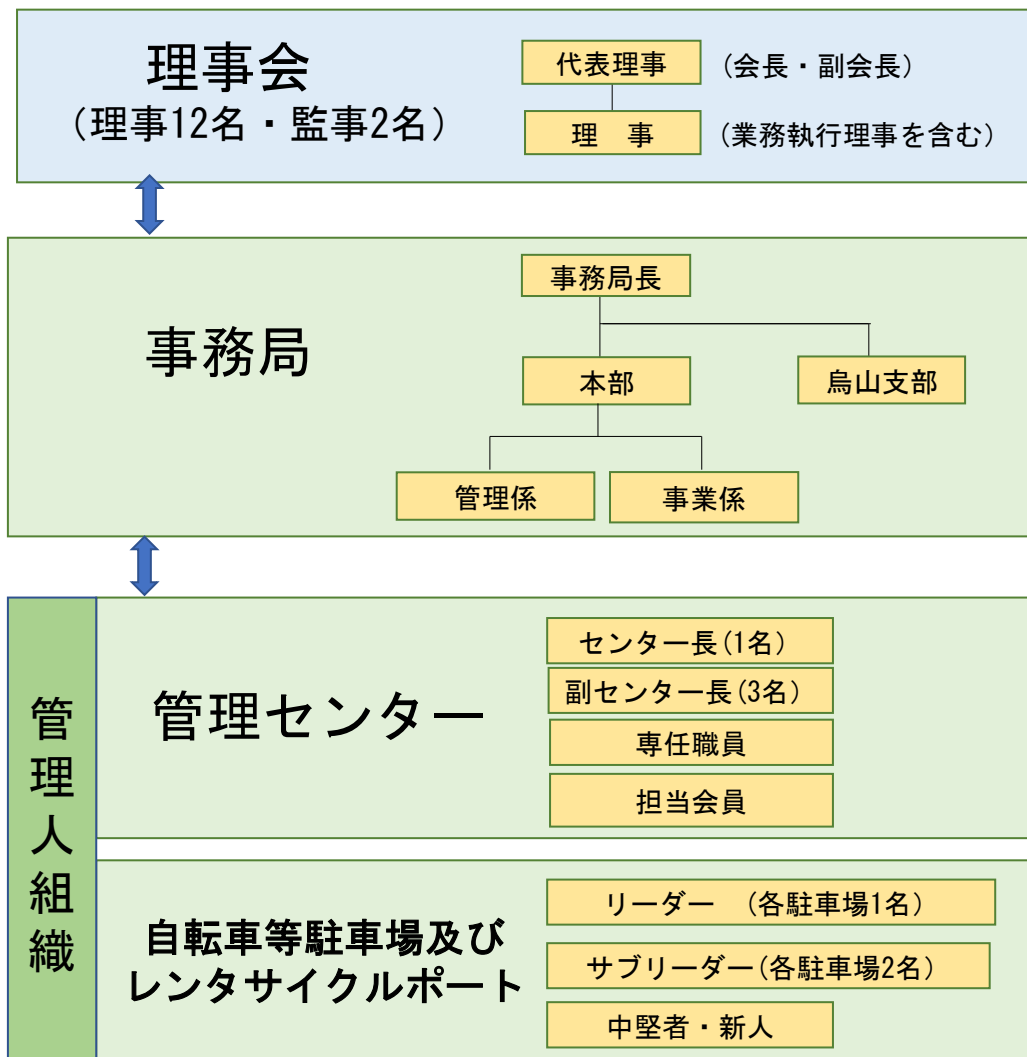 理事会
（理事12名・監事2名）
代表理事
（会長・副会長）
理　事
（業務執行理事を含む）
事務局
事務局長
本部
烏山支部
管理係
事業係
管理人組織
管理センター
センター長(1名)
副センター長(3名)
専任職員
担当会員
自転車等駐車場及び
レンタサイクルポート
リーダー　（各駐車場1名）
サブリーダー(各駐車場2名)
中堅者・新人